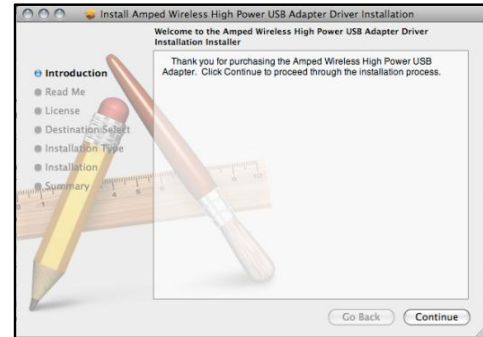 Install Amped Wireless High Power USB Adapter Driver Installation
Welcome to the Amped Wireless High Power USB Adapter Driver
Installation Installer
Introduction
Read Me
License
Destination Select
Installation Type
Installation
Summary
Thank you for purchasing the Amped Wireless High Power USB
Adapter. Click Continue to proceed through the installation process.
Go Back
Continue